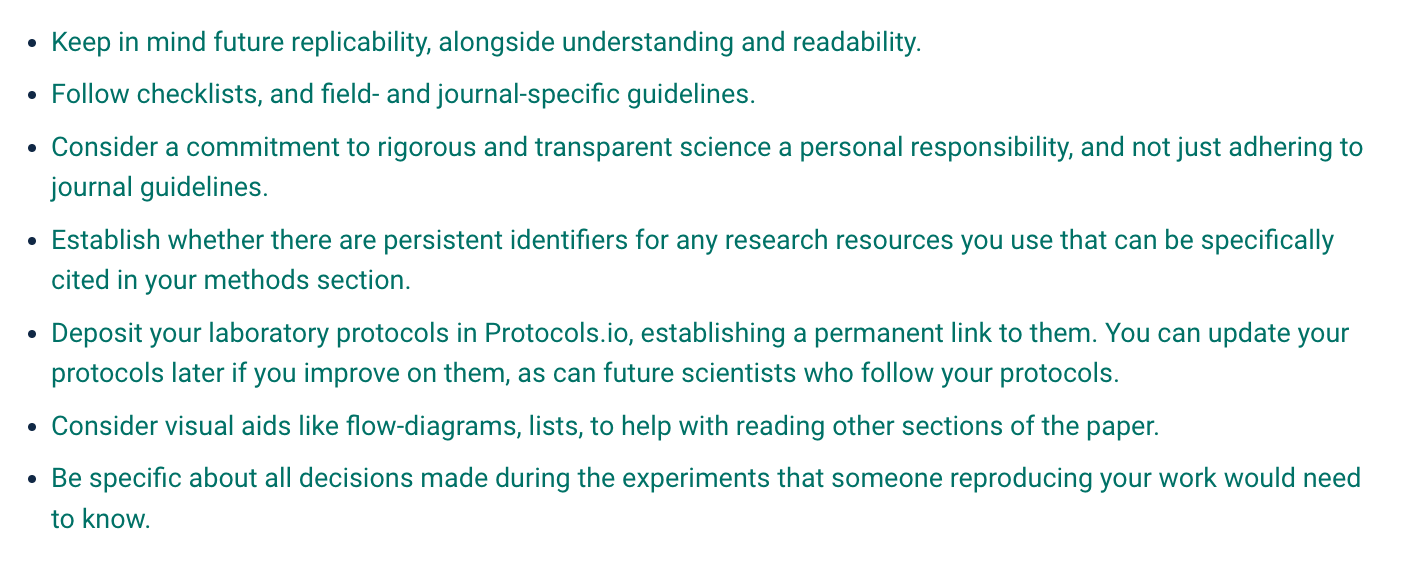 • Keep in mind future replicability, alongside understanding and readability.
• Follow checklists, and field- and journal-specific guidelines.
• Consider a commitment to rigorous and transparent science a personal responsibility, and not just adhering to
journal guidelines.
• Establish whether there are persistent identifiers for any research resources you use that can be specifically
cited in your methods section.
• Deposit your laboratory protocols in Protocols.io, establishing a permanent link to them. You can update your
protocols later if you improve on them, as can future scientists who follow your protocols.
• Consider visual aids like flow-diagrams, lists, to help with reading other sections of the paper.
• Be specific about all decisions made during the experiments that someone reproducing your work would need
to know.